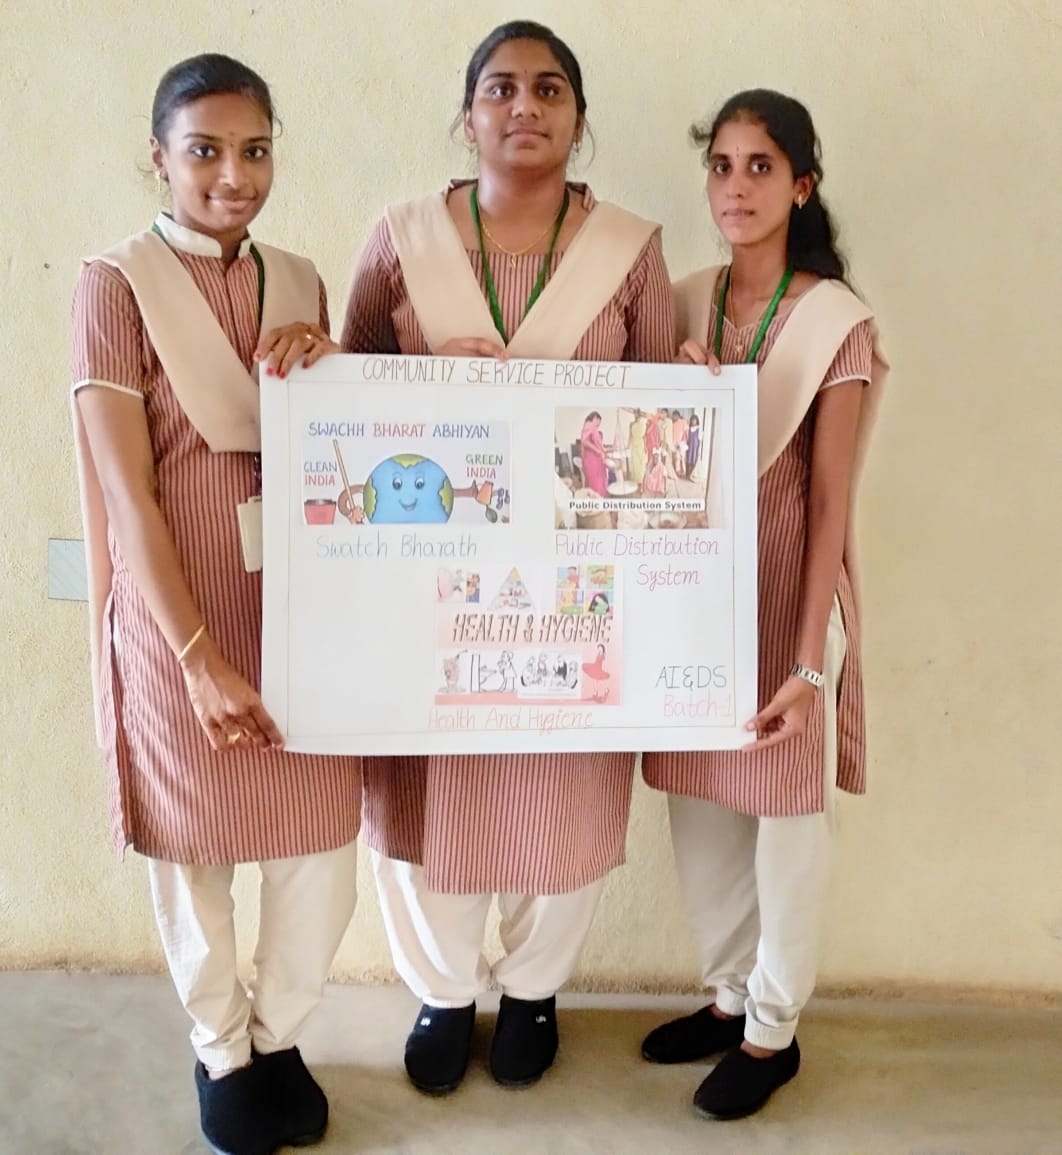 COMMUNITY SERVICE PROJECT
SWACHH BHARAT ABHIYAN
CLEAN
INDIA
GREEN
INDIA
Swatch Bharath
Public Distribution System
Public Distribution
System
HEALTH & HYGIENE
Health And Hygiene
AI&DS
Batch-1